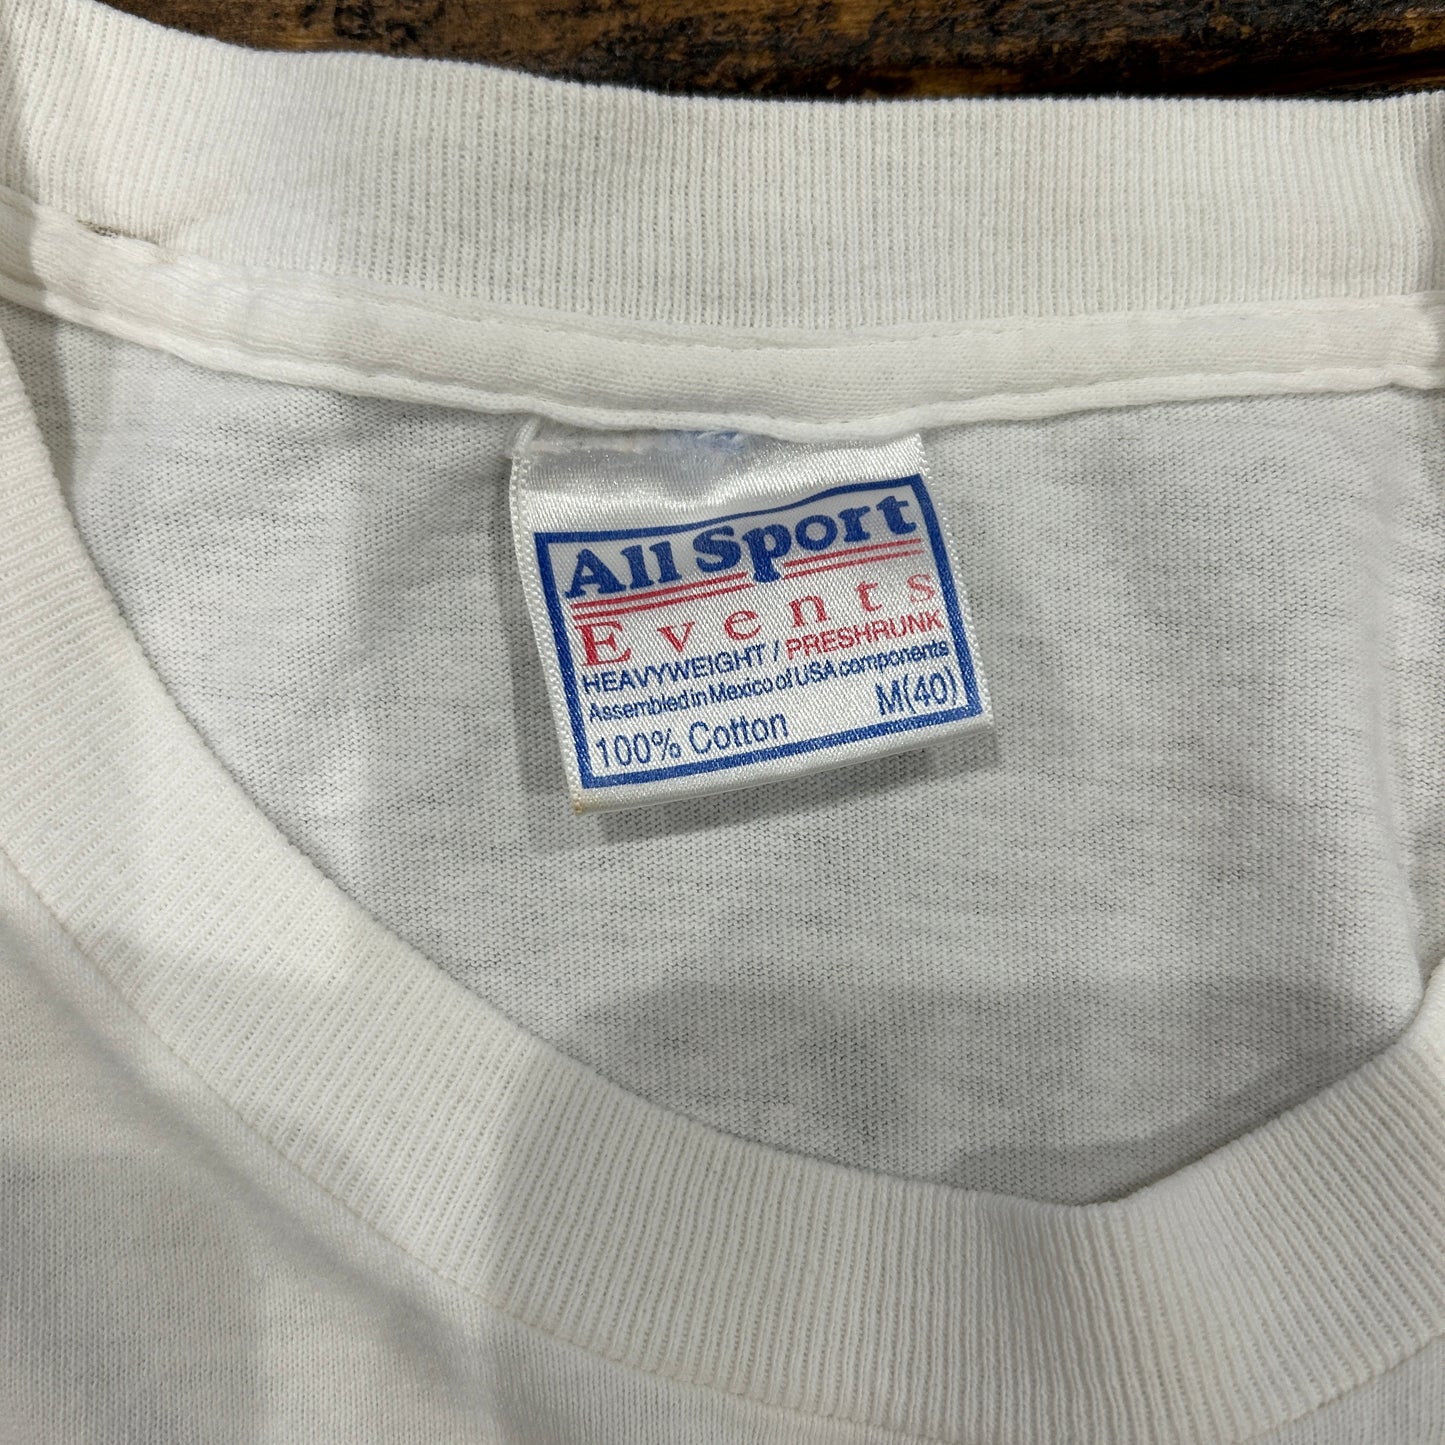 All Sport
Events
HEAVYWEIGHT / PRESHRUNK
Assembled in Mexico of USA components
100% Cotton M(40)